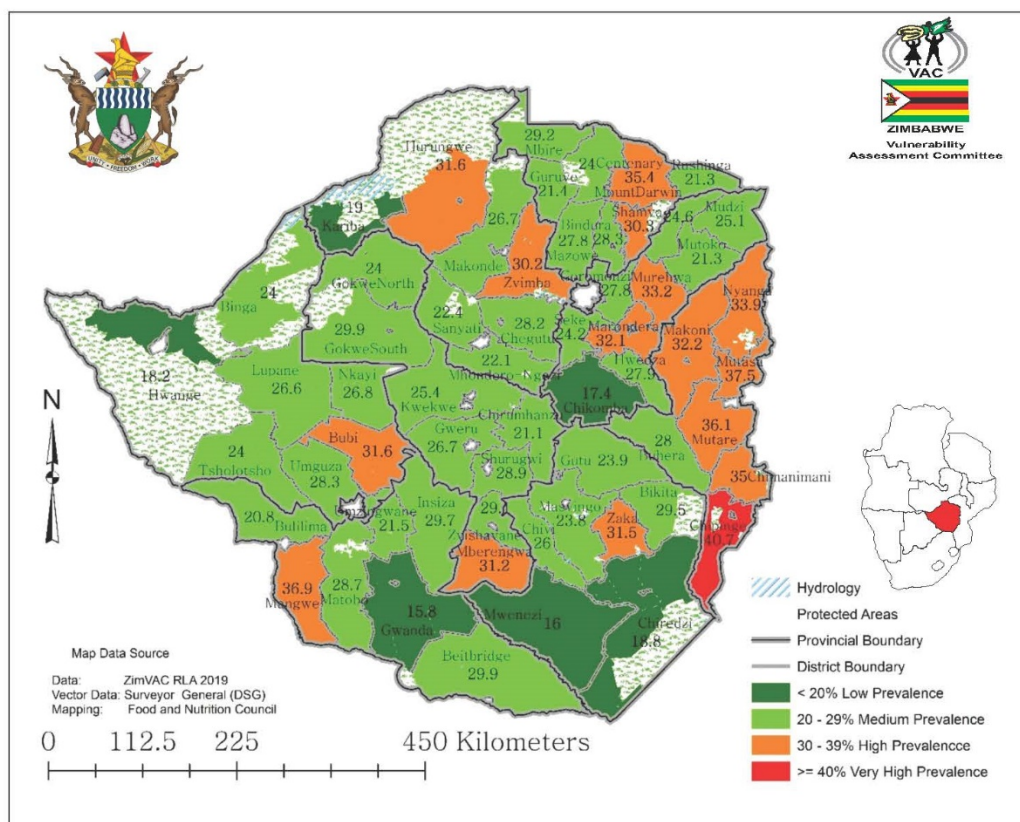 UNITY FREEDOM WORK
VAC
ZIMBABWE
Vulnerability
Assessment Committee
29.2
Mbire
Hurungwe
31.6
24
Centenary
35.4
MountDarwin
Rushinga
21.3
Guruve
21.4
19
Kariba
26.7
Makonde
Bindura
27.8
Mazowe
28.3
Shamva
30.3
24.6
Mudzi
25.1
Mutoko
21.3
30.2
Zvimba
24
GokweNorth
Goromonzi
27.8
Murehwa
33.2
Nyanga
33.9
Binga
24
22.4
Sanyati
28.2
Chegutu
Seke
24.2
Marondera
32.1
Makoni
32.2
Mutasa
37.5
29.9
GokweSouth
22.1
Mhondoro-Ngezi
Hwedza
27.9
18.2
Hwange
Lupane
26.6
Nkayi
26.8
25.4
Kwekwe
17.4
Chikomba
N
Chirumhanzu
21.1
Gweru
26.7
36.1
Mutare
Bubi
31.6
28
Buhera
24
Tsholotsho
Umguza
28.3
Shurugwi
28.9
Gutu
23.9
35
Chimanimani
Bikita
29.5
20.8
Bulilima
Umzingwane
21.5
Insiza
29.7
Zvishavane
Masvingo
23.8
Chivi
26
Zaka
31.5
Chipinge
40.7
Mberengwa
31.2
36.9
Mangwe
28.7
Matobo
15.8
Gwanda
Mwenezi
16
Chiredzi
18.8
Beitbridge
29.9
Map Data Source
Data: ZimVAC RLA 2019
Vector Data: Surveyor General (DSG)
Mapping: Food and Nutrition Council
0 112.5 225 450 Kilometers
Hydrology
Protected Areas
Provincial Boundary
District Boundary
< 20% Low Prevalence
20 - 29% Medium Prevalence
30 - 39% High Prevalencce
>= 40% Very High Prevalence